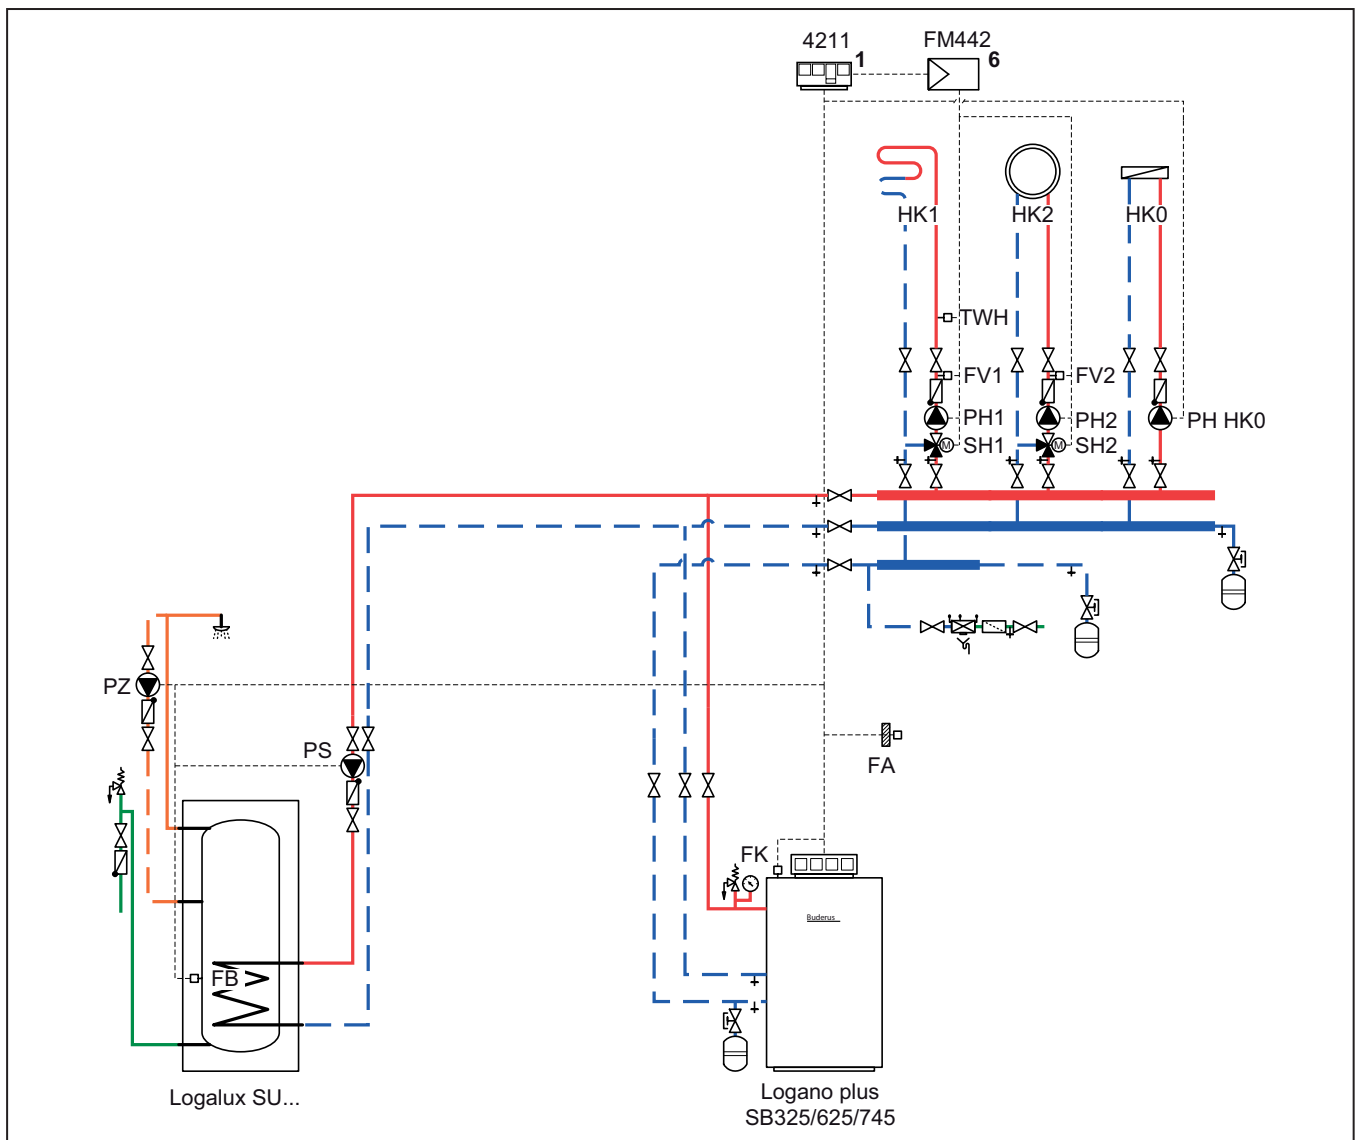 4211
1
FM442
6
HK1
HK2
HK0
TWH
FV1
FV2
PH1
PH2
PH HK0
M
SH1
M
SH2
PZ
PS
FA
FK
Buderus
FB
Logalux SU...
Logano plus
SB325/625/745